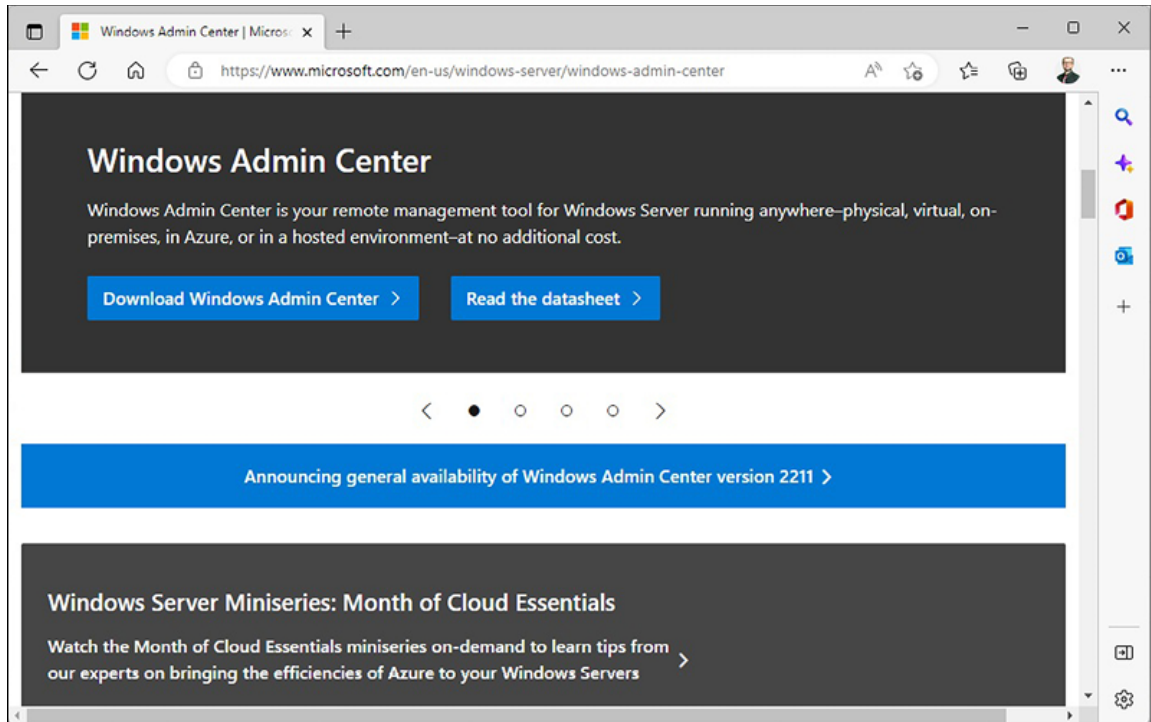 Windows Admin Center | Micros
https://www.microsoft.com/en-us/windows-server/windows-admin-center
Windows Admin Center
Windows Admin Center is your remote management tool for Windows Server running anywhere–physical, virtual, on-
premises, in Azure, or in a hosted environment–at no additional cost.
Download Windows Admin Center
Read the datasheet
Announcing general availability of Windows Admin Center version 2211
Windows Server Miniseries: Month of Cloud Essentials
Watch the Month of Cloud Essentials miniseries on-demand to learn tips from
our experts on bringing the efficiencies of Azure to your Windows Servers